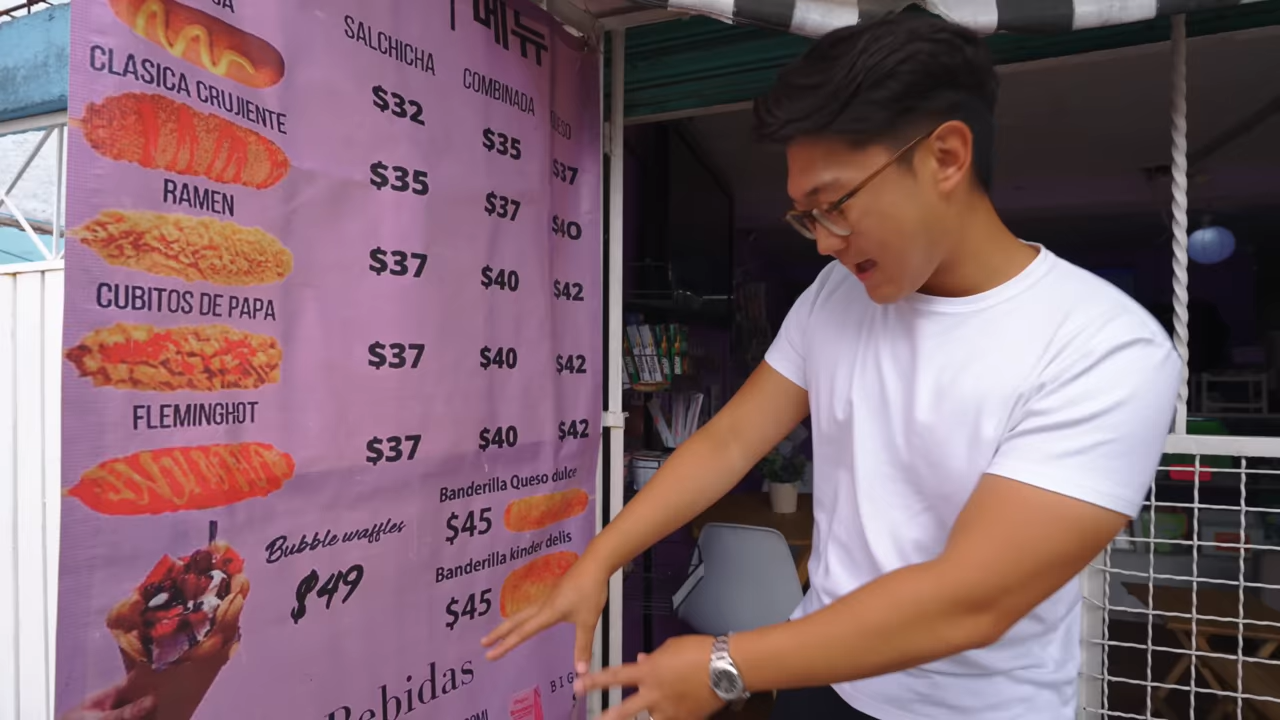 메뉴
SALCHICHA COMBINADA
CLASICA CRUJIENTE $32 $35 $37
RAMEN $35 $37 $40
CUBITOS DE PAPA $37 $40 $42
FLEMINGHOT $37 $40 $42
$37 $40 $42
Banderilla Queso dulce
$45
Bubble waffles
$49
Banderilla kinder delis
$45
Bebidas